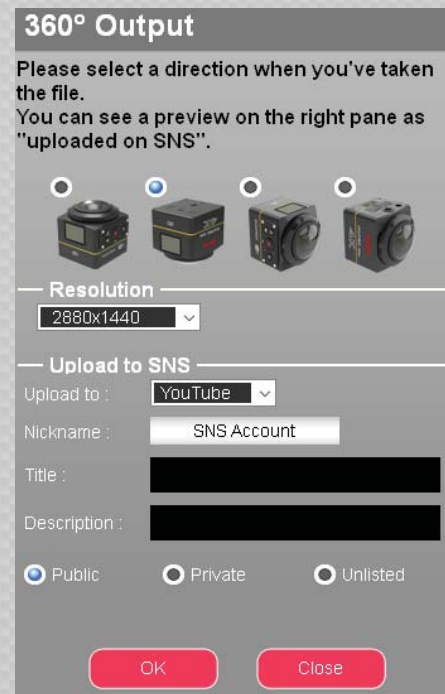 360° Output
Please select a direction when you've taken
the file.
You can see a preview on the right pane as
"uploaded on SNS".
Resolution
2880x1440
Upload to SNS
Upload to : YouTube
Nickname : SNS Account
Title :
Description :
Public Private Unlisted
OK Close